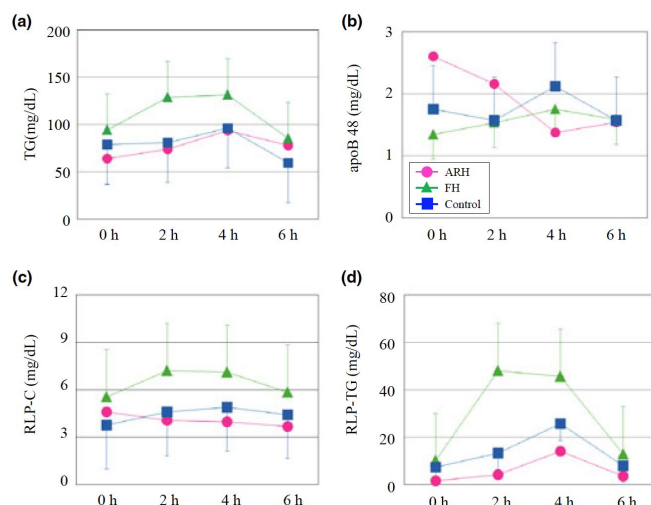 (a)
200
150
100
50
0
TG(mg/dL)
0 h 2 h 4 h 6 h
(b)
3
2
1
0
apoB 48 (mg/dL)
ARH
FH
Control
0 h 2 h 4 h 6 h
(c)
12
9
6
3
0
RLP-C (mg/dL)
0 h 2 h 4 h 6 h
(d)
80
60
40
20
0
RLP-TG (mg/dL)
0 h 2 h 4 h 6 h